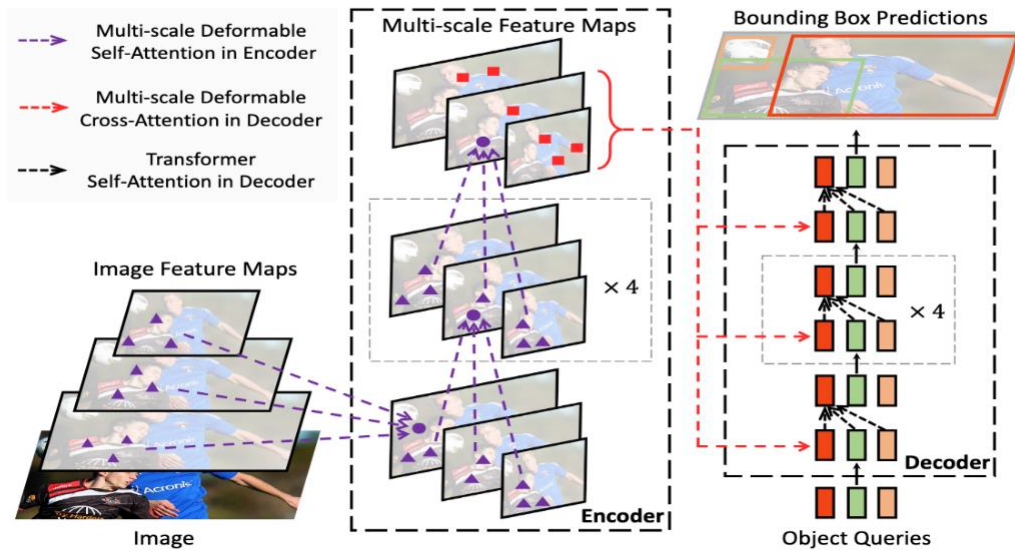 Multi-scale Deformable
Self-Attention in Encoder
Multi-scale Deformable
Cross-Attention in Decoder
Transformer
Self-Attention in Decoder
Multi-scale Feature Maps
× 4
Encoder
Image Feature Maps
Acronis
Acronis
Image
Bounding Box Predictions
Acronis
× 4
Decoder
Object Queries